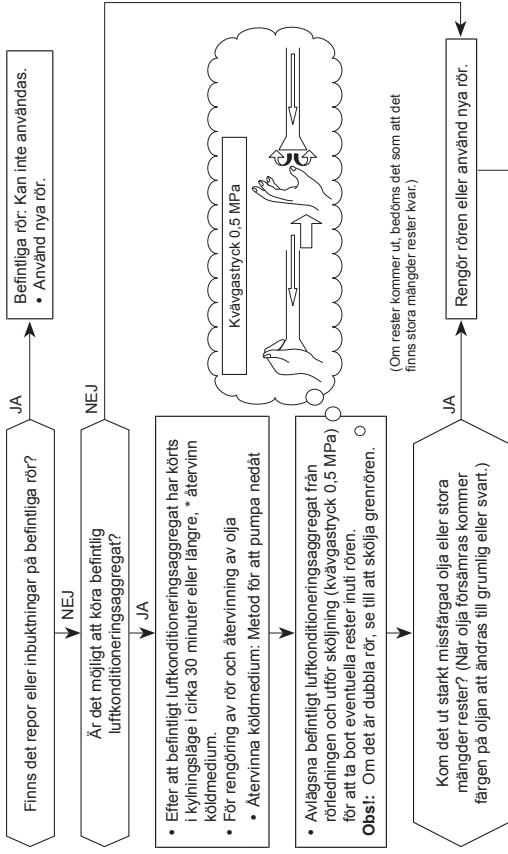 Finns det repor eller inbuktningar på befintliga rör?
JA
Befintliga rör: Kan inte användas.
• Använd nya rör.
NEJ
Är det möjligt att köra befintlig
luftkonditioneringsaggregat?
NEJ
JA
• Efter att befintligt luftkonditioneringsaggregat har körts
i kylningsläge i cirka 30 minuter eller längre, * återvinn
köldmedium.
• För rengöring av rör och återvinning av olja
• Återvinna köldmedium: Metod för att pumpa nedåt
Kvävgastryck 0,5 MPa
• Avlägsna befintligt luftkonditioneringsaggregat från
rörledningen och utför sköljning (kvävgastryck 0,5 MPa)
för att ta bort eventuella rester inuti rören.
Obs!: Om det är dubbla rör, se till att skölja grenrören.
(Om rester kommer ut, bedöms det som att det
finns stora mängder rester kvar.)
Kom det ut starkt missfärgad olja eller stora
mängder rester? (När olja försämras kommer
färgen på oljan att ändras till grumlig eller svart.)
JA
Rengör rören eller använd nya rör.